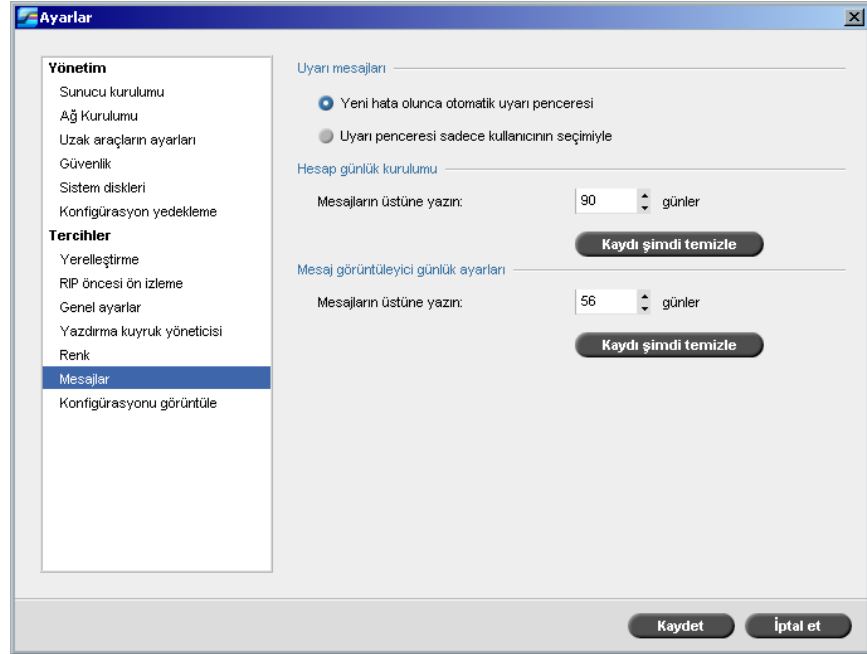 Ayarlar
Yönetim
Sunucu kurulumu
Ağ Kurulumu
Uzak araçların ayarları
Güvenlik
Sistem diskleri
Konfigürasyon yedekleme
Tercihler
Yerelleştirme
RIP öncesi ön izleme
Genel ayarlar
Yazdırma kuyruk yöneticisi
Renk
Mesajlar
Konfigürasyonu görüntüle
Uyarı mesajları
Yeni hata olunca otomatik uyarı penceresi
Uyarı penceresi sadece kullanıcının seçimiyle
Hesap günlük kurulumu
Mesajların üstüne yazın: 90 günler
Kaydı şimdi temizle
Mesaj görüntüleyici günlük ayarları
Mesajların üstüne yazın: 56 günler
Kaydı şimdi temizle
Kaydet İptal et